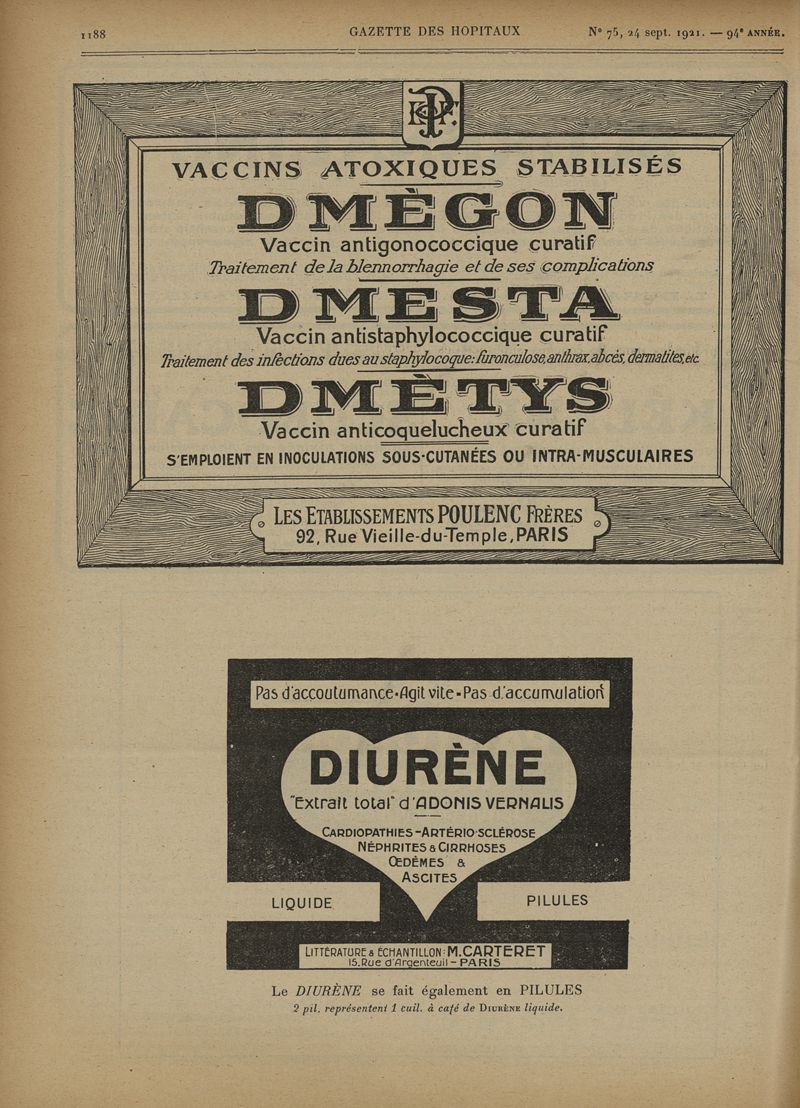 1188
GAZETTE DES HOPITAUX
N° 75, 24 sept. 1921. — 94e ANNÉE.
VACCINS ATOXIQUES STABILISÉS
DMÈGON
Vaccin antigonococcique curatif
Traitement de la blennorrhagie et de ses complications
DMESTA
Vaccin antistaphylococcique curatif
Traitement des infections dues au staphylocoque: furonculose, anthrax, abcés, dermatites, etc.
DMÈTYS
Vaccin anticoquelucheux curatif
S'EMPLOIENT EN INOCULATIONS SOUS-CUTANÉES OU INTRA-MUSCULAIRES
LES ETABLISSEMENTS POULENC FRÈRES
92, Rue Vieille-du-Temple, PARIS
Pas d'accoutumance-Agit vite-Pas d'accumulation
DIURÈNE
"Extrait total" d'ADONIS VERNALIS
CARDIOPATHIES-ARTÉRIO-SCLÉROSE
NÉPHRITES & CIRRHOSES
ŒDÈMES &
ASCITES
LIQUIDE
PILULES
LITTÉRATURE & ÉCHANTILLON: M. CARTERET
15. Rue d'Argenteuil - PARIS
Le DIURÈNE se fait également en PILULES
2 pil. représentent 1 cuil. à café de DIURÈNE liquide.